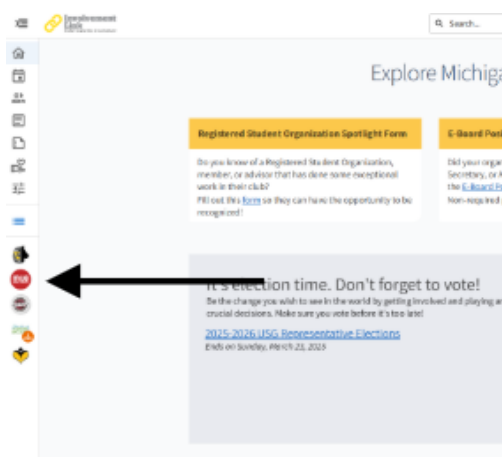 Involvement
Link
Search...
Explore Michiga
Registered Student Organization Spotlight Form
Do you know of a Registered Student Organization,
member, or advisor that has done some exceptional
work in their club?
Fill out this form so they can have the opportunity to be
recognized!
E-Board Posi
Did your organ
Secretary, or
the E-Board P
Non-required
It's election time. Don't forget to vote!
Be the change you wish to see in the world by getting involved and playing a
crucial decisions. Make sure you vote before it's too late!
2025-2026 USG Representative Elections
Ends on Sunday, March 23, 2025